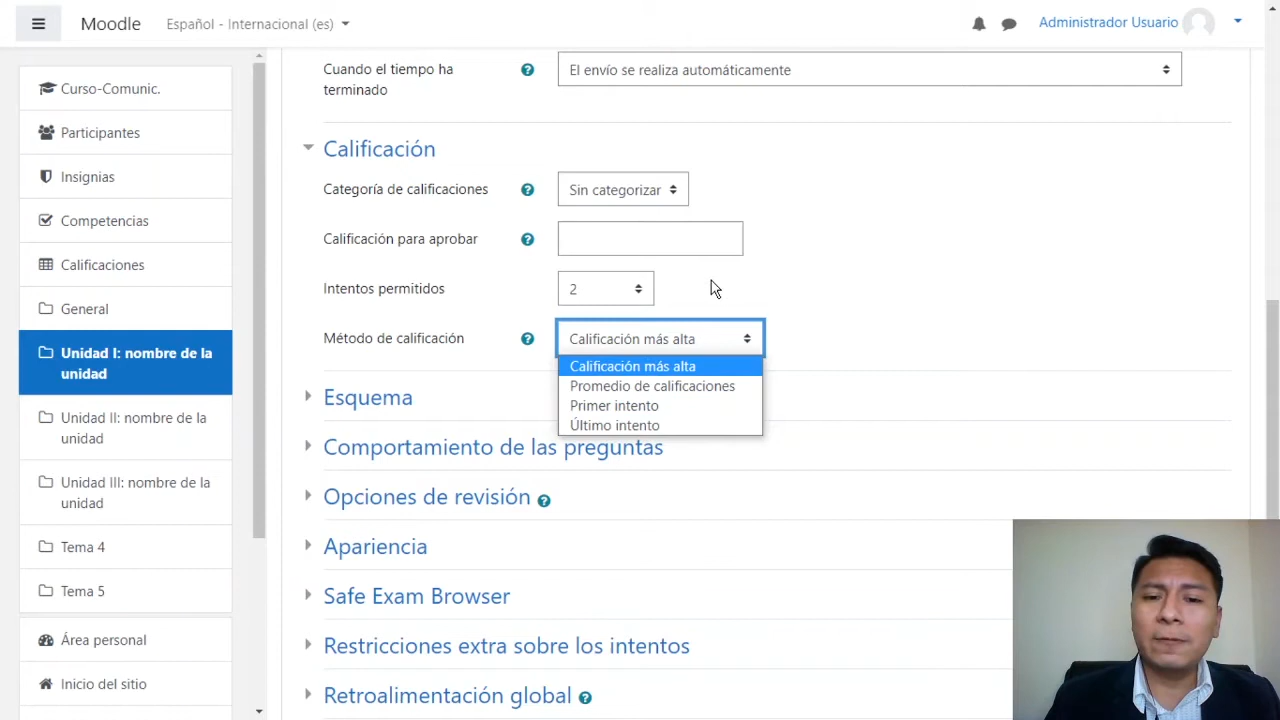 Moodle
Español - Internacional (es)
Administrador Usuario
Curso-Comunic.
Participantes
Insignias
Competencias
Calificaciones
General
Unidad I: nombre de la
unidad
Unidad II: nombre de la
unidad
Unidad III: nombre de la
unidad
Tema 4
Tema 5
Área personal
Inicio del sitio
Cuando el tiempo ha
terminado
El envío se realiza automáticamente
Calificación
Categoría de calificaciones
Sin categorizar
Calificación para aprobar
Intentos permitidos
2
Método de calificación
Calificación más alta
Calificación más alta
Promedio de calificaciones
Primer intento
Último intento
Esquema
Comportamiento de las preguntas
Opciones de revisión
Apariencia
Safe Exam Browser
Restricciones extra sobre los intentos
Retroalimentación global